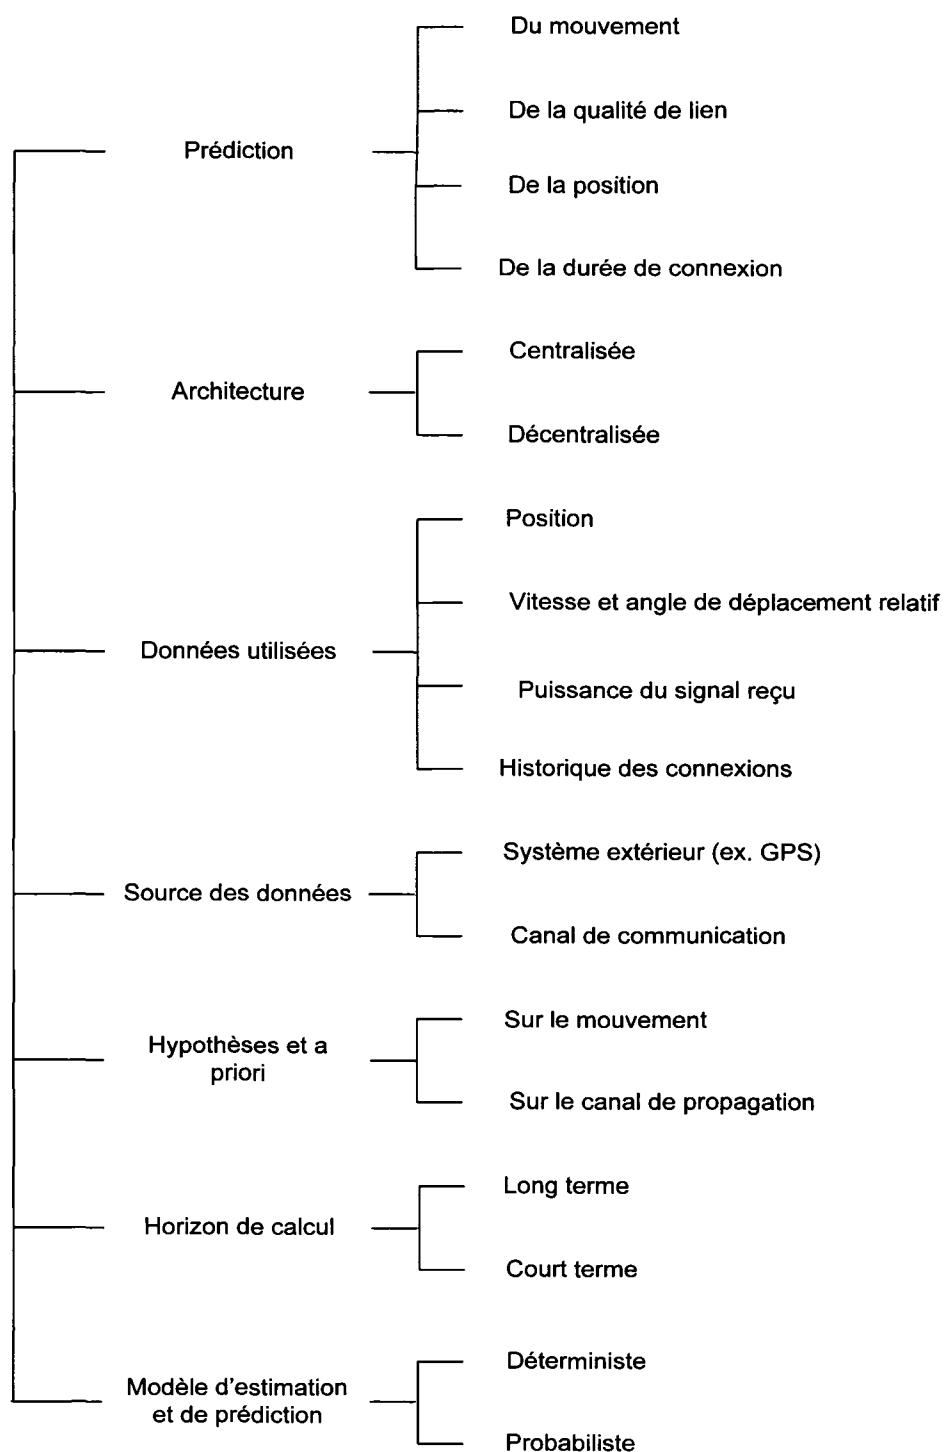 Du mouvement
De la qualité de lien
Prédiction
De la position
De la durée de connexion
Centralisée
Architecture
Décentralisée
Position
Vitesse et angle de déplacement relatif
Données utilisées
Puissance du signal reçu
Historique des connexions
Système extérieur (ex. GPS)
Source des données
Canal de communication
Sur le mouvement
Hypothèses et a
priori
Sur le canal de propagation
Long terme
Horizon de calcul
Court terme
Déterministe
Modèle d'estimation
et de prédiction
Probabiliste